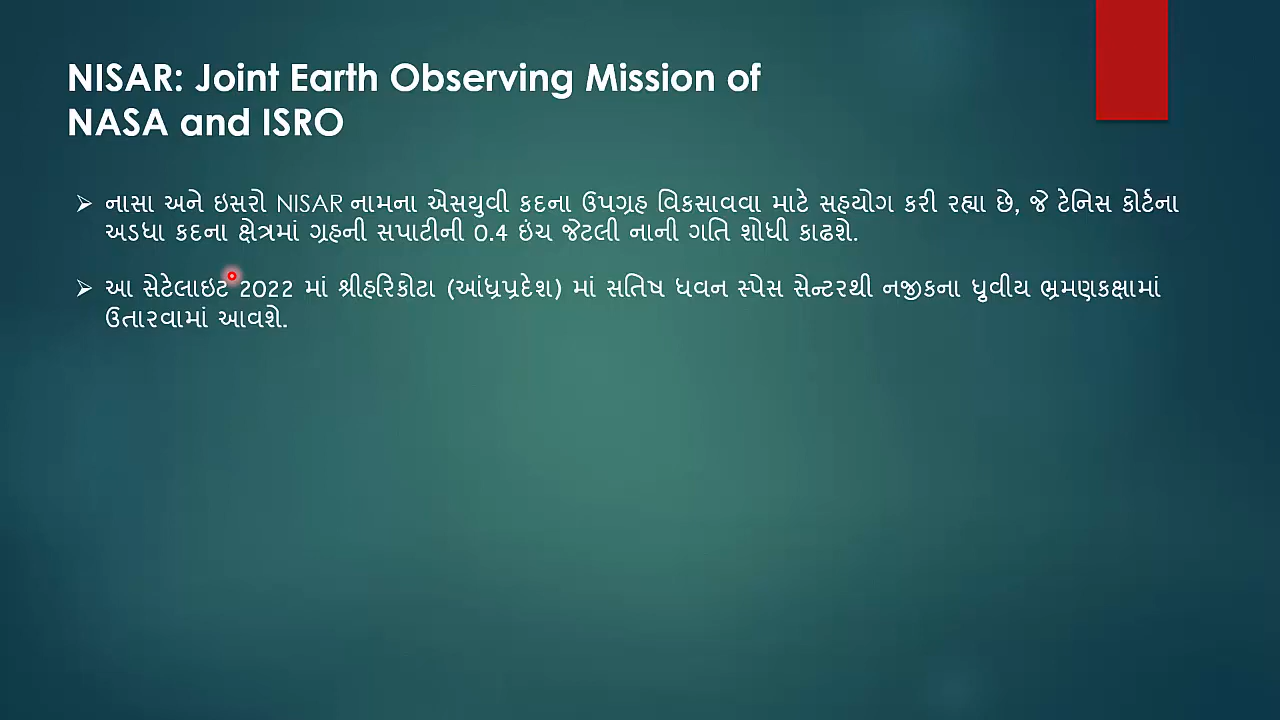 NISAR: Joint Earth Observing Mission of
NASA and ISRO
નાસા અને ઇસરો NISAR નામના એસયુવી કદના ઉપગ્રહ વિકસાવવા માટે સહયોગ કરી રહ્યા છે, જે ટેનિસ કોર્ટના
અડધા કદના ક્ષેત્રમાં ગ્રહની સપાટીની 0.4 ઇંચ જેટલી નાની ગતિ શોધી કાઢશે.
આ સેટેલાઇટ 2022 માં શ્રીહરિકોટા (આંધ્રપ્રદેશ) માં સતિષ ધવન સ્પેસ સેન્ટરથી નજીકના ધ્રુવીય ભ્રમણકક્ષામાં
ઉતારવામાં આવશે.